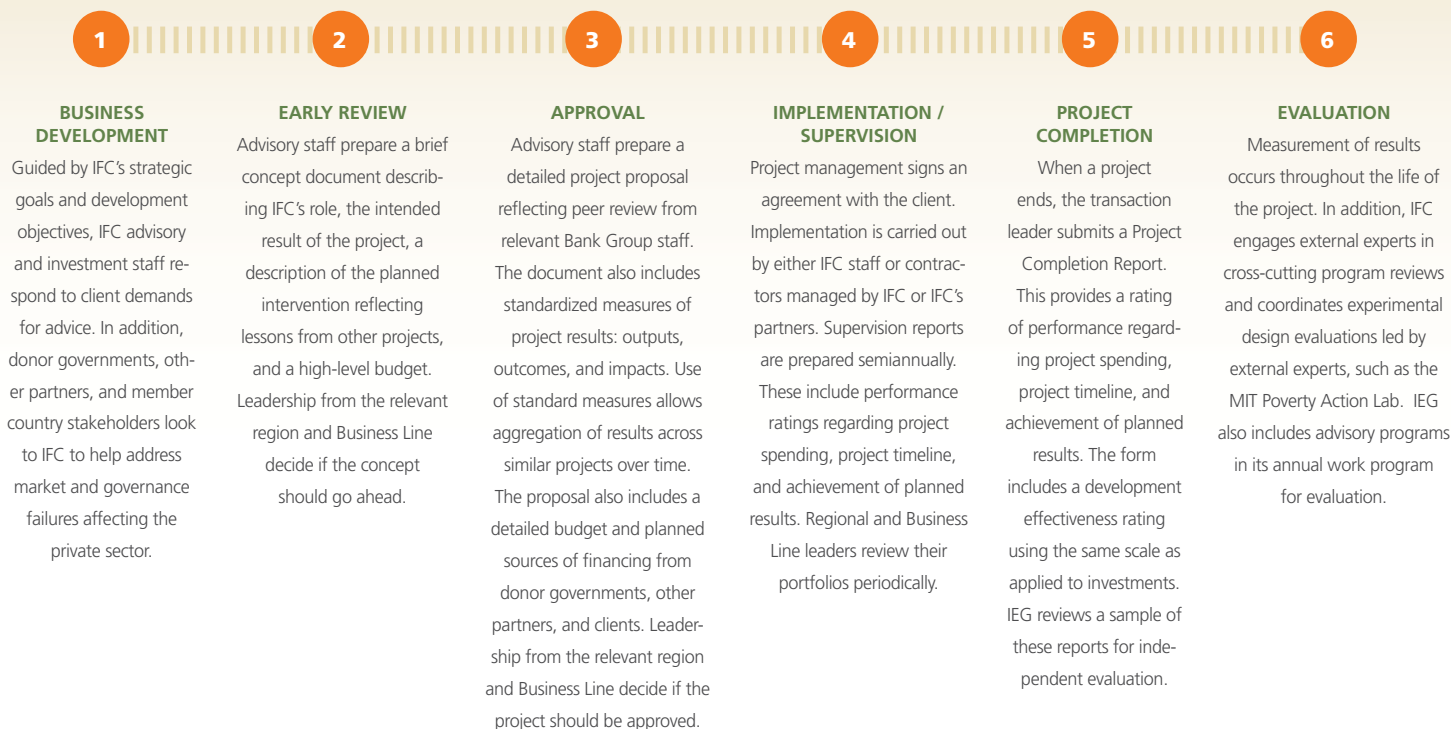 1
2
3
4
5
6
BUSINESS
DEVELOPMENT
Guided by IFC's strategic
goals and development
objectives, IFC advisory
and investment staff re-
spond to client demands
for advice. In addition,
donor governments, oth-
er partners, and member
country stakeholders look
to IFC to help address
market and governance
failures affecting the
private sector.
EARLY REVIEW
Advisory staff prepare a brief
concept document describ-
ing IFC's role, the intended
result of the project, a
description of the planned
intervention reflecting
lessons from other projects,
and a high-level budget.
Leadership from the relevant
region and Business Line
decide if the concept
should go ahead.
APPROVAL
Advisory staff prepare a
detailed project proposal
reflecting peer review from
relevant Bank Group staff.
The document also includes
standardized measures of
project results: outputs,
outcomes, and impacts. Use
of standard measures allows
aggregation of results across
similar projects over time.
The proposal also includes a
detailed budget and planned
sources of financing from
donor governments, other
partners, and clients. Leader-
ship from the relevant region
and Business Line decide if the
project should be approved.
IMPLEMENTATION /
SUPERVISION
Project management signs an
agreement with the client.
Implementation is carried out
by either IFC staff or contrac-
tors managed by IFC or IFC's
partners. Supervision reports
are prepared semiannually.
These include performance
ratings regarding project
spending, project timeline,
and achievement of planned
results. Regional and Business
Line leaders review their
portfolios periodically.
PROJECT
COMPLETION
When a project
ends, the transaction
leader submits a Project
Completion Report.
This provides a rating
of performance regard-
ing project spending,
project timeline, and
achievement of planned
results. The form
includes a development
effectiveness rating
using the same scale as
applied to investments.
IEG reviews a sample of
these reports for inde-
pendent evaluation.
EVALUATION
Measurement of results
occurs throughout the life of
the project. In addition, IFC
engages external experts in
cross-cutting program reviews
and coordinates experimental
design evaluations led by
external experts, such as the
MIT Poverty Action Lab. IEG
also includes advisory programs
in its annual work program
for evaluation.